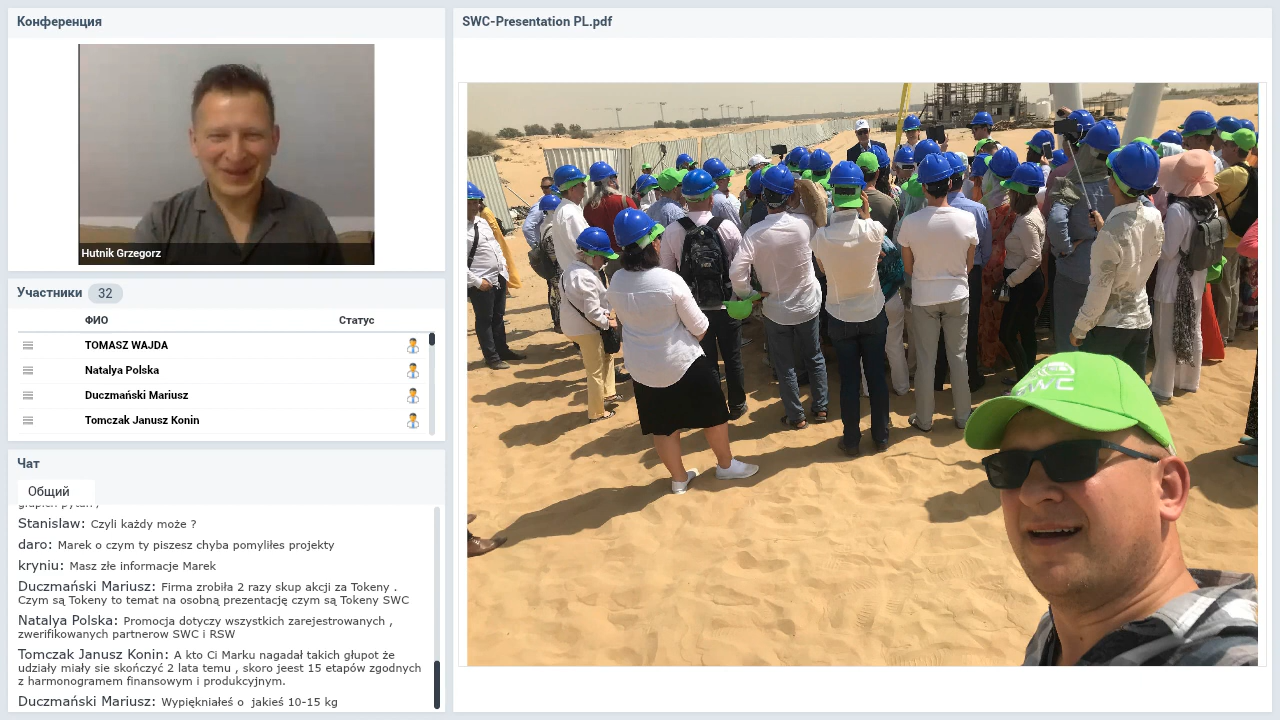 Конференция
Hutnik Grzegorz
Участники 32
ФИО Статус
TOMASZ WAJDA
Natalya Polska
Duczmański Mariusz
Tomczak Janusz Konin
Чат
Общий
Stanislaw: Czyli każdy może ?
daro: Marek o czym ty piszesz chyba pomyliłes projekty
kryniu: Masz złe informacje Marek
Duczmański Mariusz: Firma zrobiła 2 razy skup akcji za Tokeny .
Czym są Tokeny to temat na osobną prezentację czym są Tokeny SWC
Natalya Polska: Promocja dotyczy wszystkich zarejestrowanych ,
zwerifikowanych partnerow SWC i RSW
Tomczak Janusz Konin: A kto Ci Marku nagadał takich głupot że
udziały miały sie skończyć 2 lata temu , skoro jeest 15 etapów zgodnych
z harmonogramem finansowym i produkcyjnym.
Duczmański Mariusz: Wypiękniałeś o jakieś 10-15 kg
SWC-Presentation PL.pdf
SWC